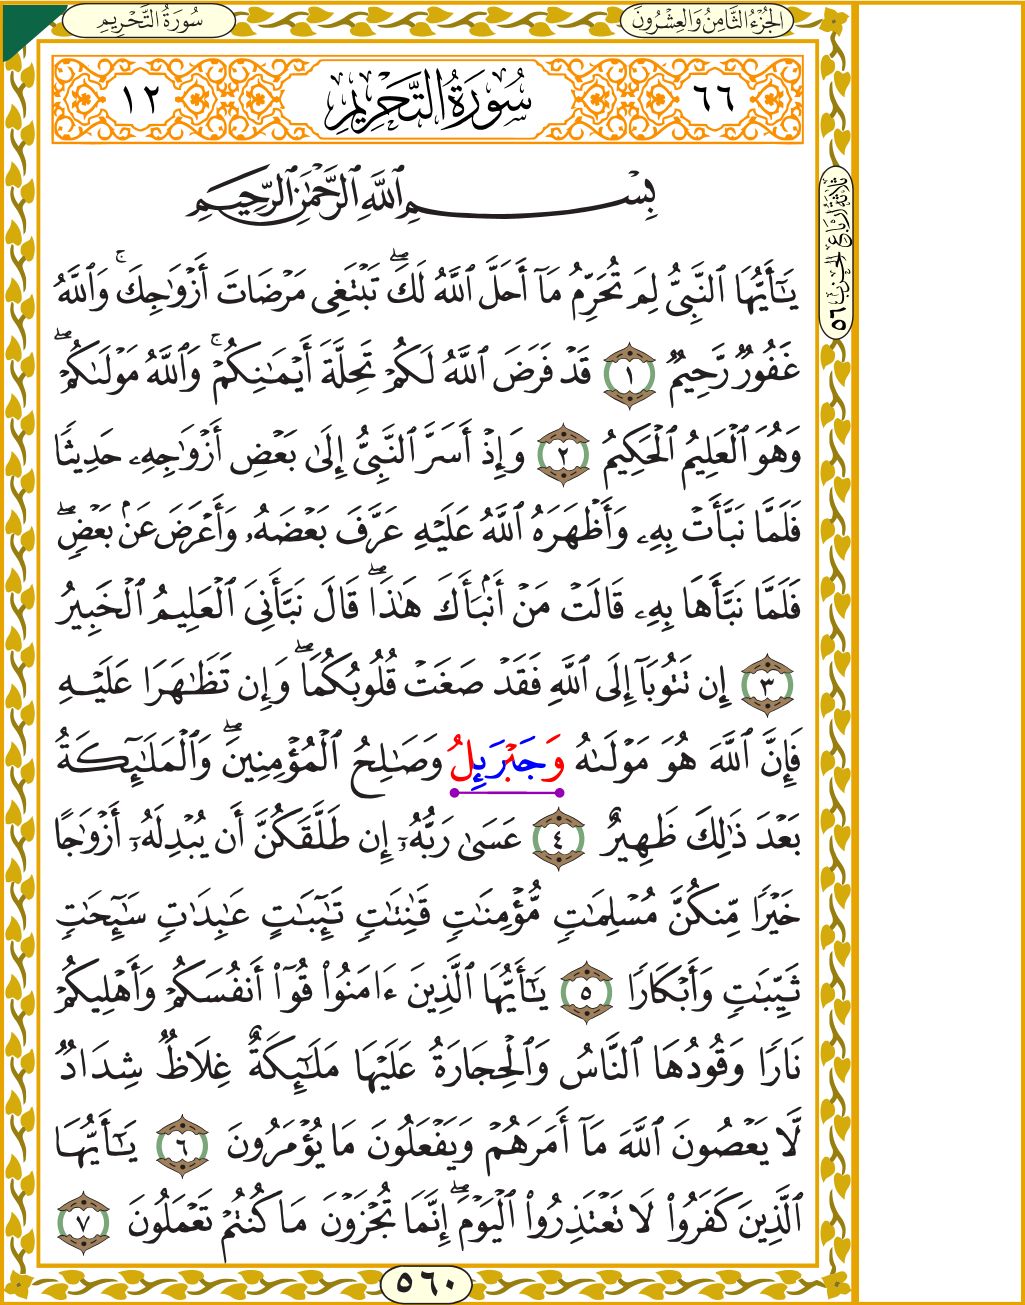 سُورَةُ التَّحْرِيمِ
الجُزْءُ الثَّامِنُ وَالعِشْرُونَ
٦٦
سُورَةُ التَّحْرِيمِ
١٢
ثلاثة أرباع الحزب ٥٦
بِسْمِ ٱللَّهِ ٱلرَّحْمَٰنِ ٱلرَّحِيمِ
يَٰٓأَيُّهَا ٱلنَّبِىُّ لِمَ تُحَرِّمُ مَآ أَحَلَّ ٱللَّهُ لَكَۖ تَبْتَغِى مَرْضَاتَ أَزْوَٰجِكَۚ وَٱللَّهُ
غَفُورٌ رَّحِيمٌ ١ قَدْ فَرَضَ ٱللَّهُ لَكُمْ تَحِلَّةَ أَيْمَٰنِكُمْۚ وَٱللَّهُ مَوْلَىٰكُمْۖ
وَهُوَ ٱلْعَلِيمُ ٱلْحَكِيمُ ٢ وَإِذْ أَسَرَّ ٱلنَّبِىُّ إِلَىٰ بَعْضِ أَزْوَٰجِهِۦ حَدِيثًا
فَلَمَّا نَبَّأَتْ بِهِۦ وَأَظْهَرَهُ ٱللَّهُ عَلَيْهِ عَرَّفَ بَعْضَهُۥ وَأَعْرَضَ عَنۢ بَعْضٍۖ
فَلَمَّا نَبَّأَهَا بِهِۦ قَالَتْ مَنْ أَنۢبَأَكَ هَٰذَاۖ قَالَ نَبَّأَنِىَ ٱلْعَلِيمُ ٱلْخَبِيرُ
٣ إِن تَتُوبَآ إِلَى ٱللَّهِ فَقَدْ صَغَتْ قُلُوبُكُمَاۖ وَإِن تَظَّٰهَرَا عَلَيْهِ
فَإِنَّ ٱللَّهَ هُوَ مَوْلَىٰهُ وَجَبْرَئِلُ وَصَٰلِحُ ٱلْمُؤْمِنِينَۖ وَٱلْمَلَٰٓئِكَةُ
بَعْدَ ذَٰلِكَ ظَهِيرٌ ٤ عَسَىٰ رَبُّهُۥٓ إِن طَلَّقَكُنَّ أَن يُبْدِلَهُۥٓ أَزْوَٰجًا
خَيْرًا مِّنكُنَّ مُسْلِمَٰتٍ مُّؤْمِنَٰتٍ قَٰنِتَٰتٍ تَٰٓئِبَٰتٍ عَٰبِدَٰتٍ سَٰٓئِحَٰتٍ
ثَيِّبَٰتٍ وَأَبْكَارًا ٥ يَٰٓأَيُّهَا ٱلَّذِينَ ءَامَنُوا۟ قُوٓا۟ أَنفُسَكُمْ وَأَهْلِيكُمْ
نَارًا وَقُودُهَا ٱلنَّاسُ وَٱلْحِجَارَةُ عَلَيْهَا مَلَٰٓئِكَةٌ غِلَاظٌ شِدَادٌ
لَّا يَعْصُونَ ٱللَّهَ مَآ أَمَرَهُمْ وَيَفْعَلُونَ مَا يُؤْمَرُونَ ٦ يَٰٓأَيُّهَا
ٱلَّذِينَ كَفَرُوا۟ لَا تَعْتَذِرُوا۟ ٱلْيَوْمَۖ إِنَّمَا تُجْزَوْنَ مَا كُنتُمْ تَعْمَلُونَ ٧
٥٦٠